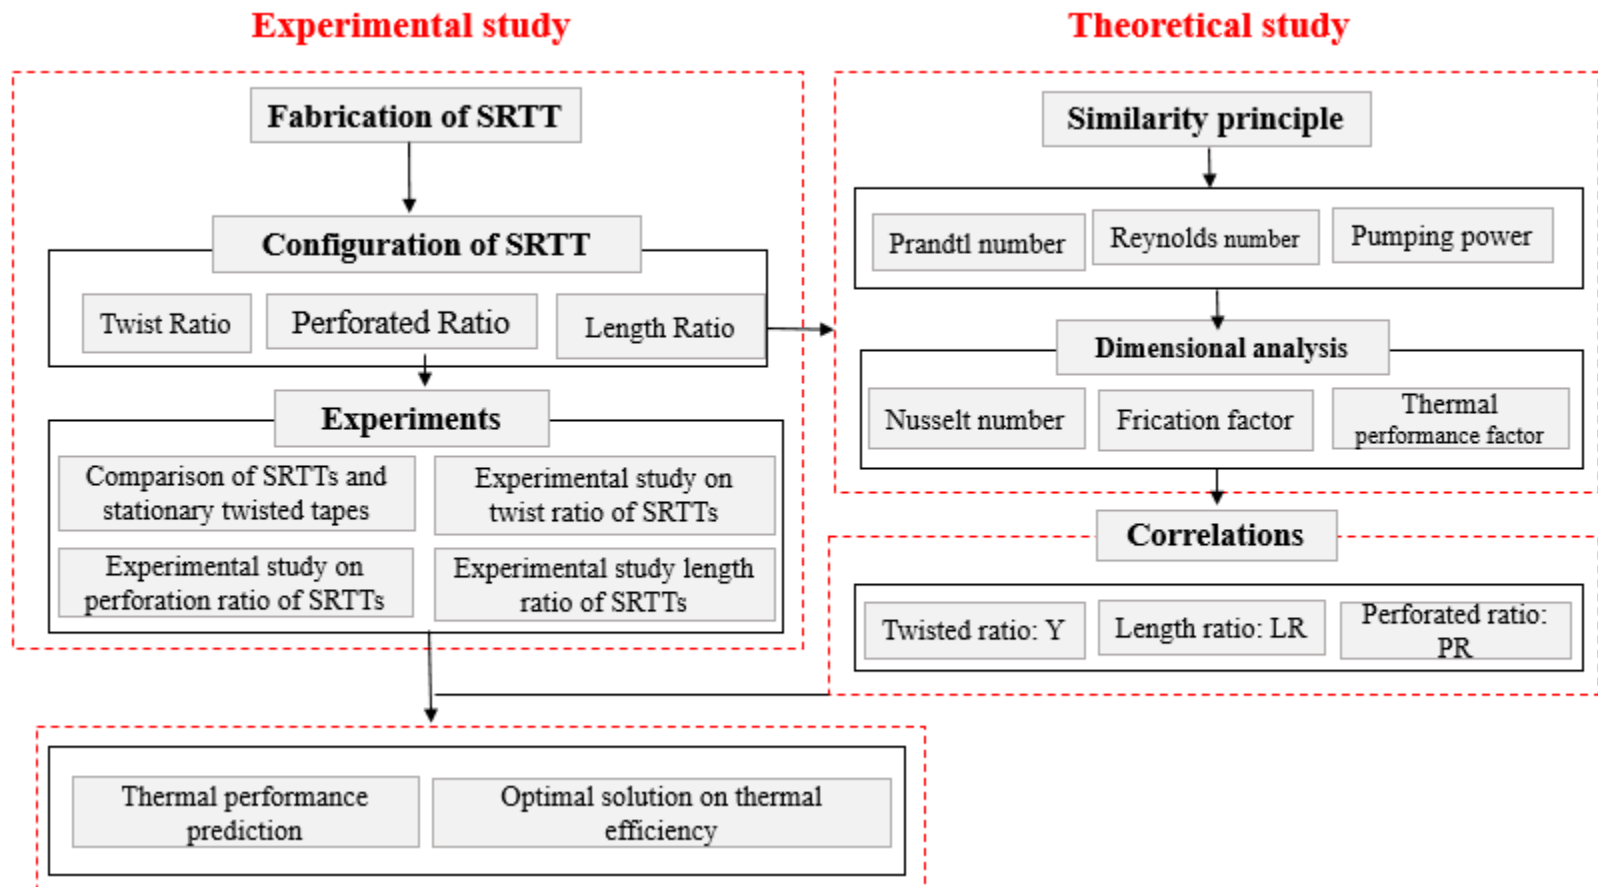 Experimental study
Fabrication of SRTT
Configuration of SRTT
Twist Ratio
Perforated Ratio
Length Ratio
Experiments
Comparison of SRTTs and
stationary twisted tapes
Experimental study on
twist ratio of SRTTs
Experimental study on
perforation ratio of SRTTs
Experimental study length
ratio of SRTTs
Theoretical study
Similarity principle
Prandtl number
Reynolds number
Pumping power
Dimensional analysis
Nusselt number
Frication factor
Thermal
performance factor
Correlations
Twisted ratio: Y
Length ratio: LR
Perforated ratio:
PR
Thermal performance
prediction
Optimal solution on thermal
efficiency